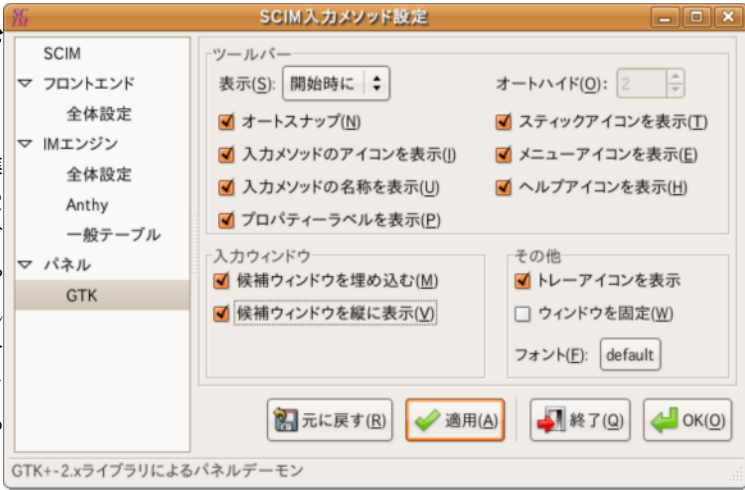 SCIM入力メソッド設定
SCIM
フロントエンド
全体設定
IMエンジン
全体設定
Anthy
一般テーブル
パネル
GTK
ツールバー
表示(S): 開始時に オートハイド(O): 2
オートスナップ(N) スティックアイコンを表示(T)
入力メソッドのアイコンを表示(I) メニューアイコンを表示(E)
入力メソッドの名称を表示(U) ヘルプアイコンを表示(H)
プロパティーラベルを表示(P)
入力ウィンドウ
候補ウィンドウを埋め込む(M)
候補ウィンドウを縦に表示(V)
その他
トレーアイコンを表示
ウィンドウを固定(W)
フォント(F): default
元に戻す(R) 適用(A) 終了(Q) OK(O)
GTK+-2.xライブラリによるパネルデーモン